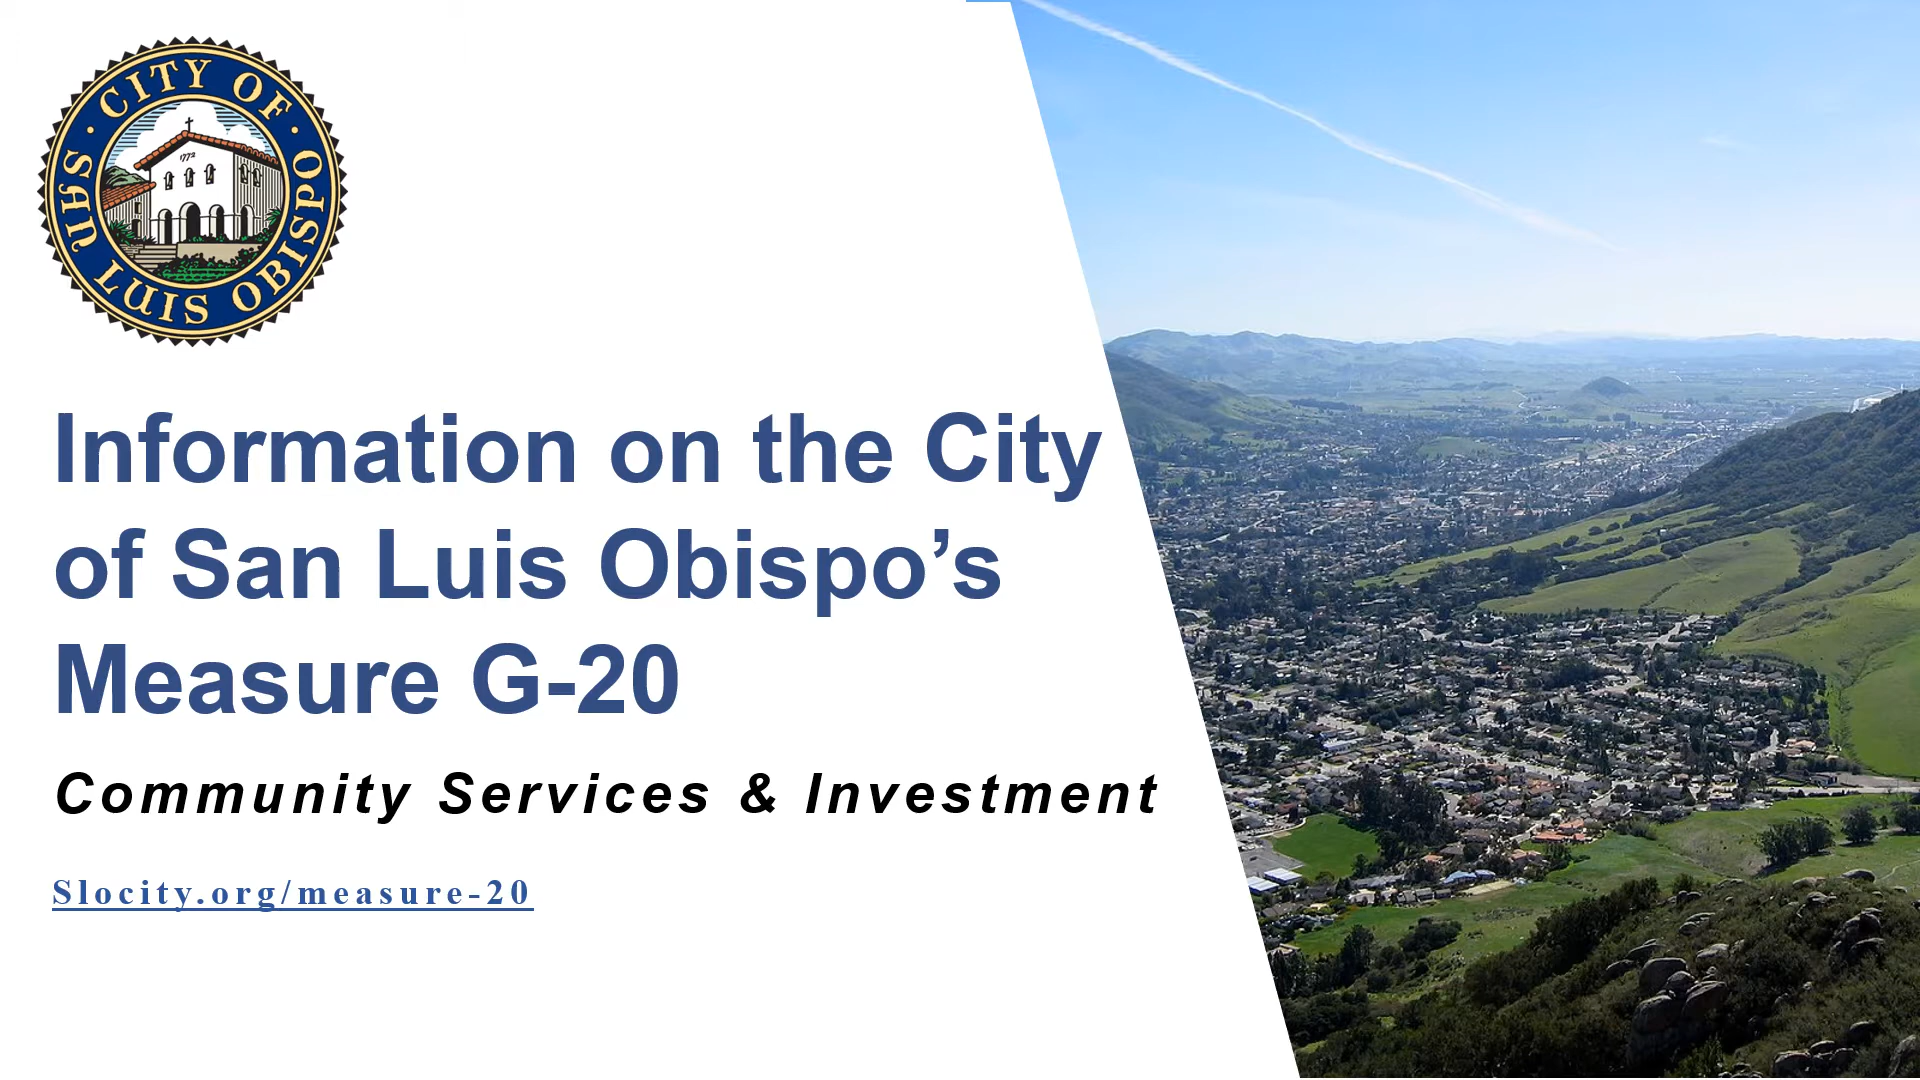 CITY OF
SAN LUIS OBISPO
1772
Information on the City
of San Luis Obispo’s
Measure G-20
Community Services & Investment
Slocity.org/measure-20